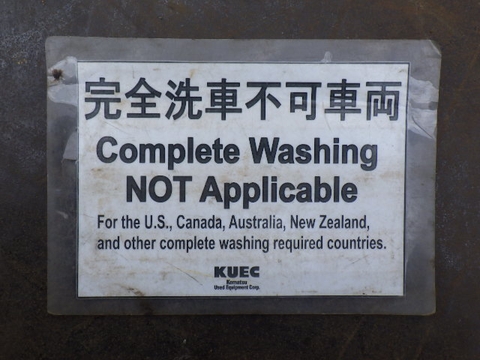 完全洗車不可車両
Complete Washing
NOT Applicable
For the U.S., Canada, Australia, New Zealand,
and other complete washing required countries.
KUEC
Komatsu
Used Equipment Corp.